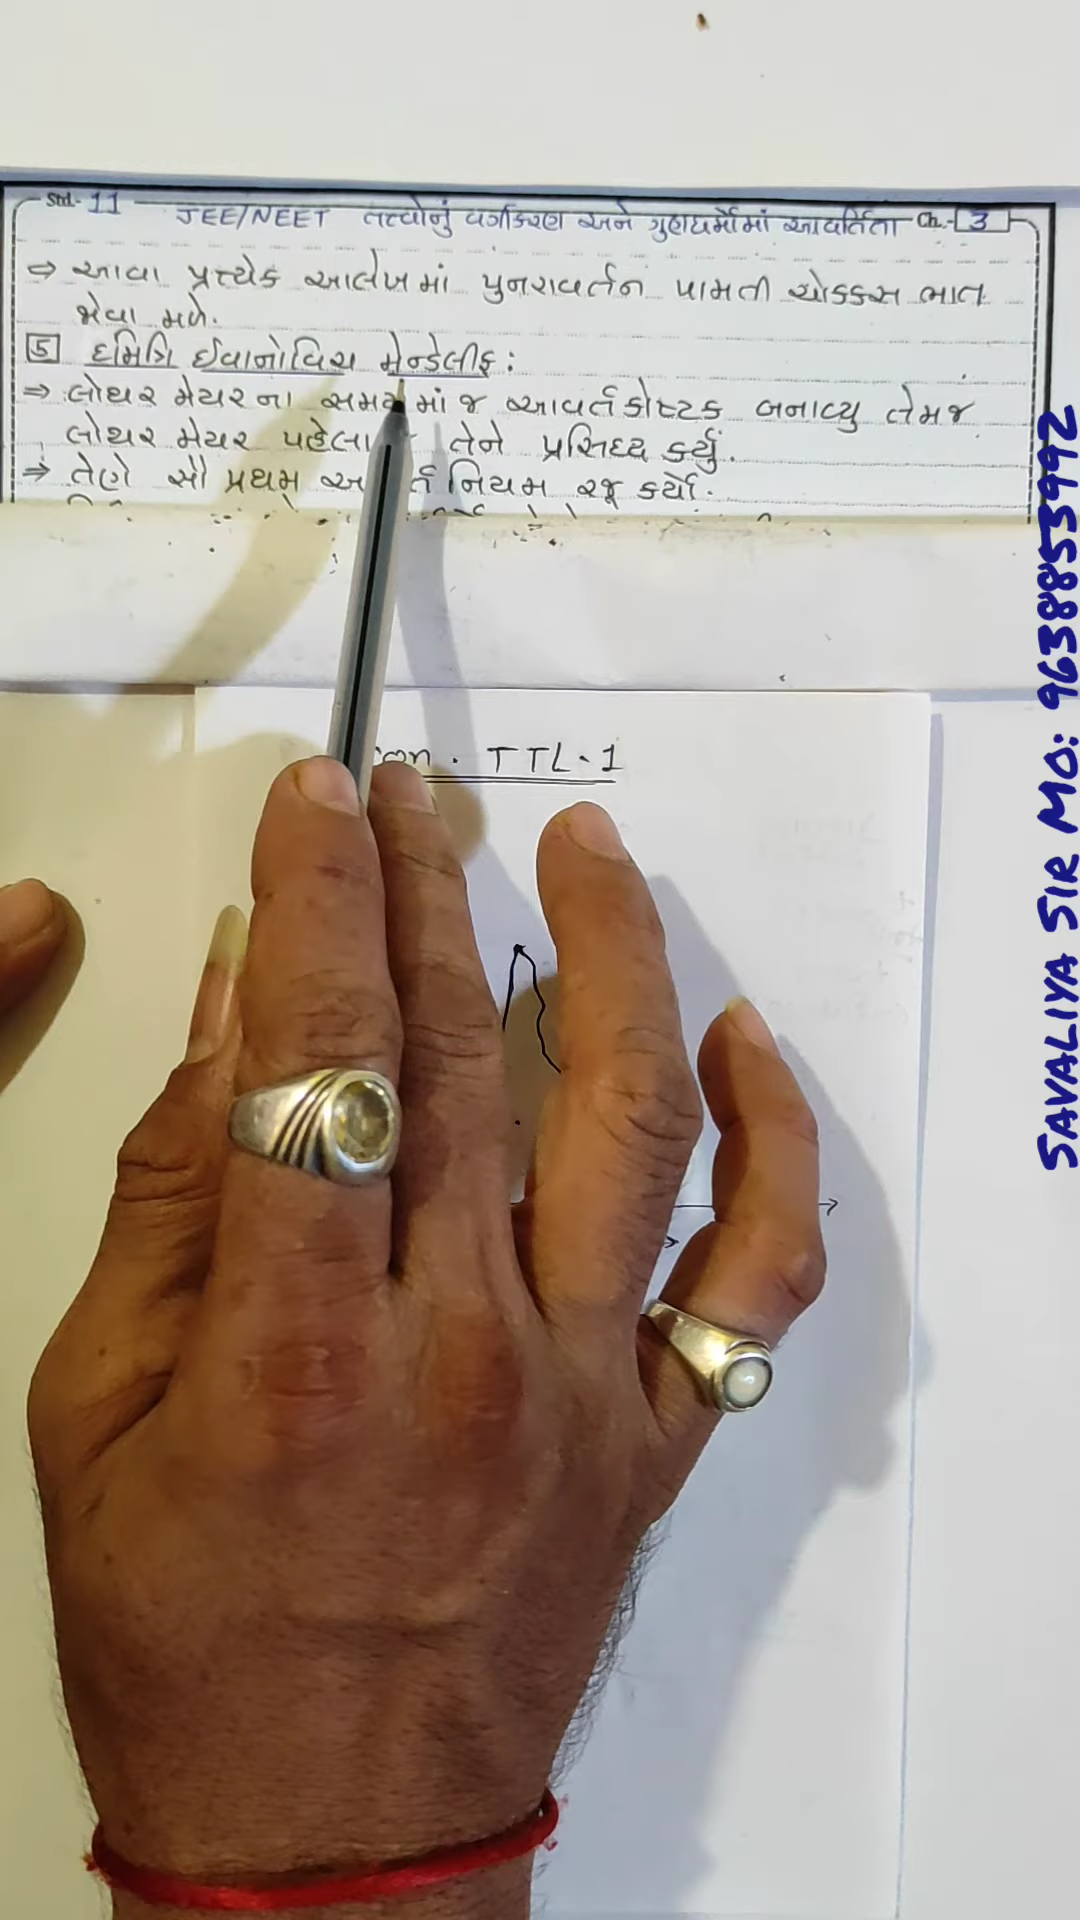 Std.- 11 JEE/NEET તત્ત્વોનું વર્ગીકરણ અને ગુણધર્મોમાં આવર્તિતા Ch.- 3
⇒ આવા પ્રત્યેક આલેખમાં પુનરાવર્તન પામતી ચોક્કસ ભાત
જોવા મળે.
5 દમિત્રિ ઈવાનોવિચ મેન્ડેલીફ :
⇒ લોથર મેયરના સમયમાં જ આવર્તકોષ્ટક બનાવ્યુ તેમજ
લોથર મેયર પહેલા તેને પ્રસિધ્ધ કર્યું.
⇒ તેણે સૌ પ્રથમ નિયમ રજૂ કર્યો.
TTL-1
SAVALIYA SIR MO: 9638853992